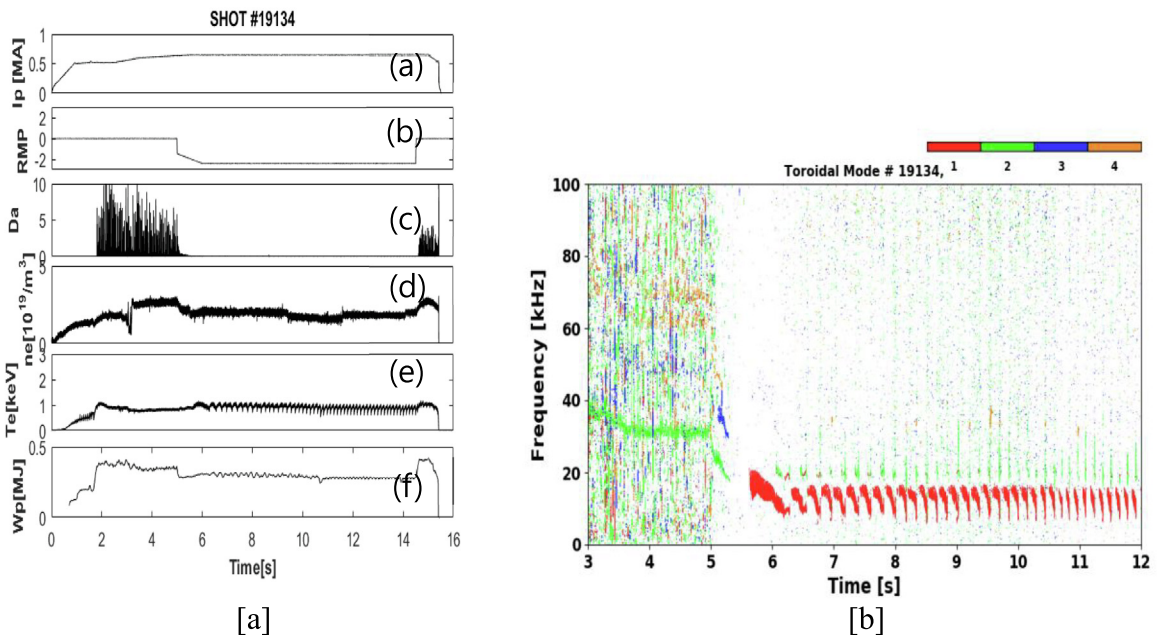 SHOT #19134
Ip [MA]
1
0.5
0
(a)
RMP
2
0
-2
(b)
Da
10
5
0
(c)
ne[10^19/m^3]
5
0
(d)
Te[keV]
3
2
1
0
(e)
Wp[MJ]
0.5
0
(f)
0 2 4 6 8 10 12 14 16
Time[s]
[a]
1 2 3 4
Toroidal Mode # 19134,
Frequency [kHz]
100
80
60
40
20
0
3 4 5 6 7 8 9 10 11 12
Time [s]
[b]